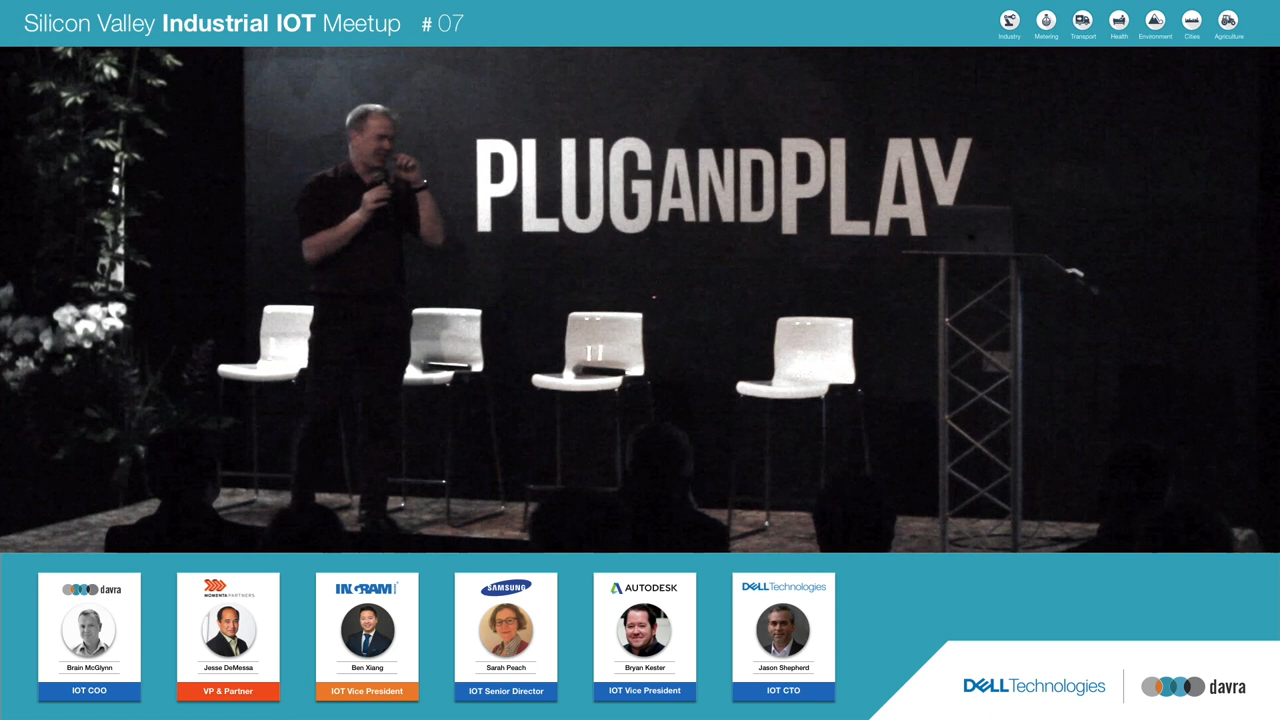 Silicon Valley Industrial IOT Meetup # 07
Industry Metering Transport Health Environment Cities Agriculture
PLUGANDPLAY
davra
Brain McGlynn
IOT COO
MOMENTA PARTNERS
Jesse DeMessa
VP & Partner
INGRAM
Ben Xiang
IOT Vice President
SAMSUNG
Sarah Peach
IOT Senior Director
AUTODESK
Bryan Kester
IOT Vice President
DELLTechnologies
Jason Shepherd
IOT CTO
DELLTechnologies
davra